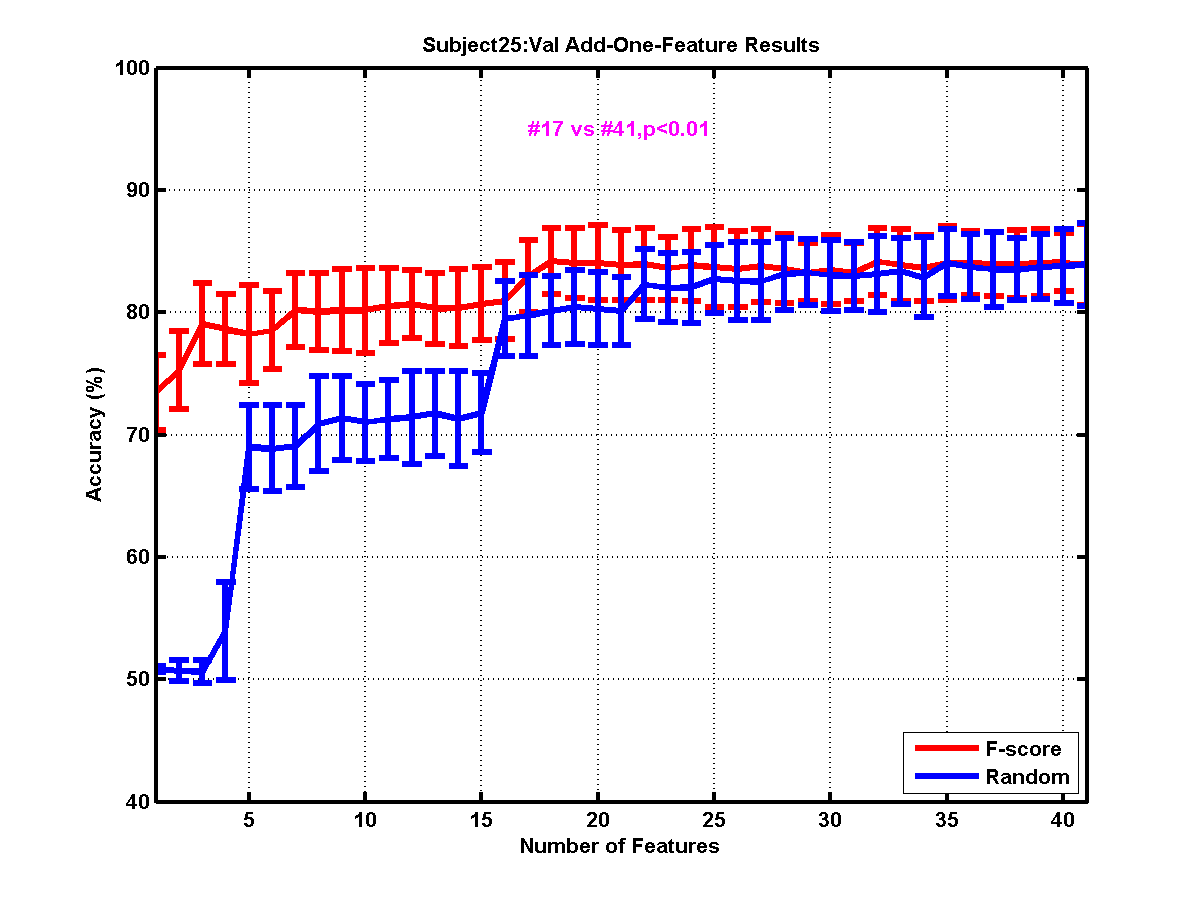 Subject25:Val Add-One-Feature Results
100
#17 vs #41,p<0.01
90
80
70
60
50
40
Accuracy (%)
F-score
Random
5 10 15 20 25 30 35 40
Number of Features